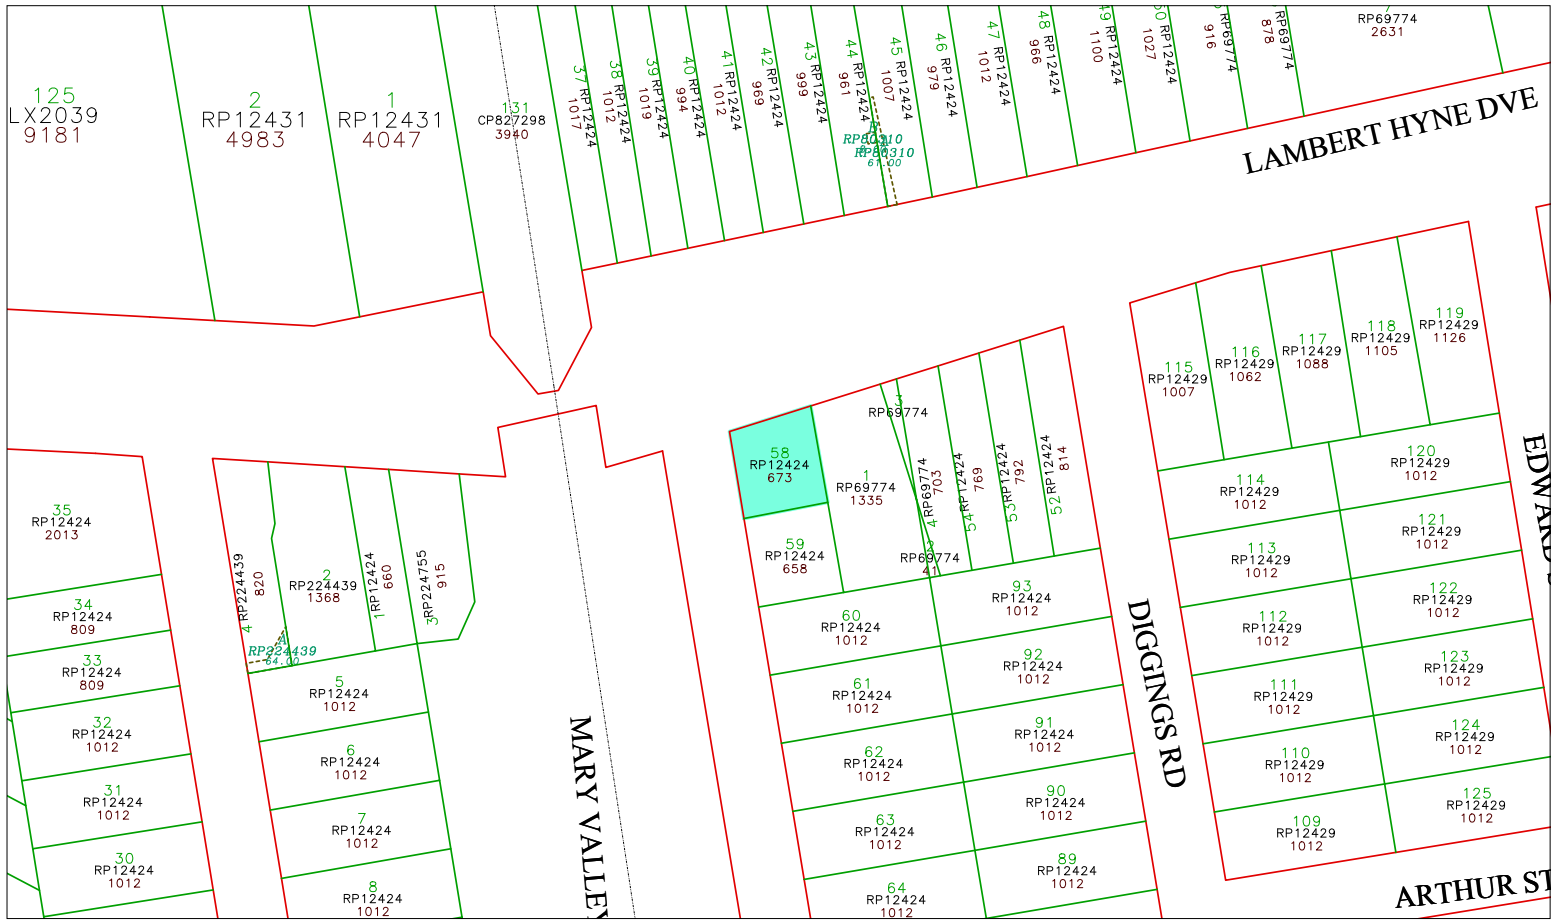 125
LX2039
9181
2
RP12431
4983
1
RP12431
4047
131
CP827298
3940
37 RP12424
1017
38 RP12424
1012
39 RP12424
1019
40 RP12424
994
41 RP12424
1012
42 RP12424
969
43 RP12424
999
44 RP12424
961
45 RP12424
1007
46 RP12424
979
47 RP12424
1012
48 RP12424
966
49 RP12424
1100
50 RP12424
1027
RP69774
916
RP69774
878
RP69774
2631
RP80310
RP80310
61.00
LAMBERT HYNE DVE
115
RP12429
1007
116
RP12429
1062
117
RP12429
1088
118
RP12429
1105
119
RP12429
1126
58
RP12424
673
1
RP69774
1335
3
RP69774
4 RP69774
703
54 RP12424
769
53 RP12424
792
52 RP12424
814
59
RP12424
658
2
RP69774
41
35
RP12424
2013
34
RP12424
809
33
RP12424
809
32
RP12424
1012
31
RP12424
1012
30
RP12424
1012
4 RP224439
820
2
RP224439
1368
1 RP12424
660
3 RP224755
915
A
RP224439
64.00
5
RP12424
1012
6
RP12424
1012
7
RP12424
1012
8
RP12424
1012
MARY VALLEY
60
RP12424
1012
61
RP12424
1012
62
RP12424
1012
63
RP12424
1012
64
RP12424
1012
93
RP12424
1012
92
RP12424
1012
91
RP12424
1012
90
RP12424
1012
89
RP12424
1012
DIGGINGS RD
114
RP12429
1012
113
RP12429
1012
112
RP12429
1012
111
RP12429
1012
110
RP12429
1012
109
RP12429
1012
120
RP12429
1012
121
RP12429
1012
122
RP12429
1012
123
RP12429
1012
124
RP12429
1012
125
RP12429
1012
EDWARD S
ARTHUR ST